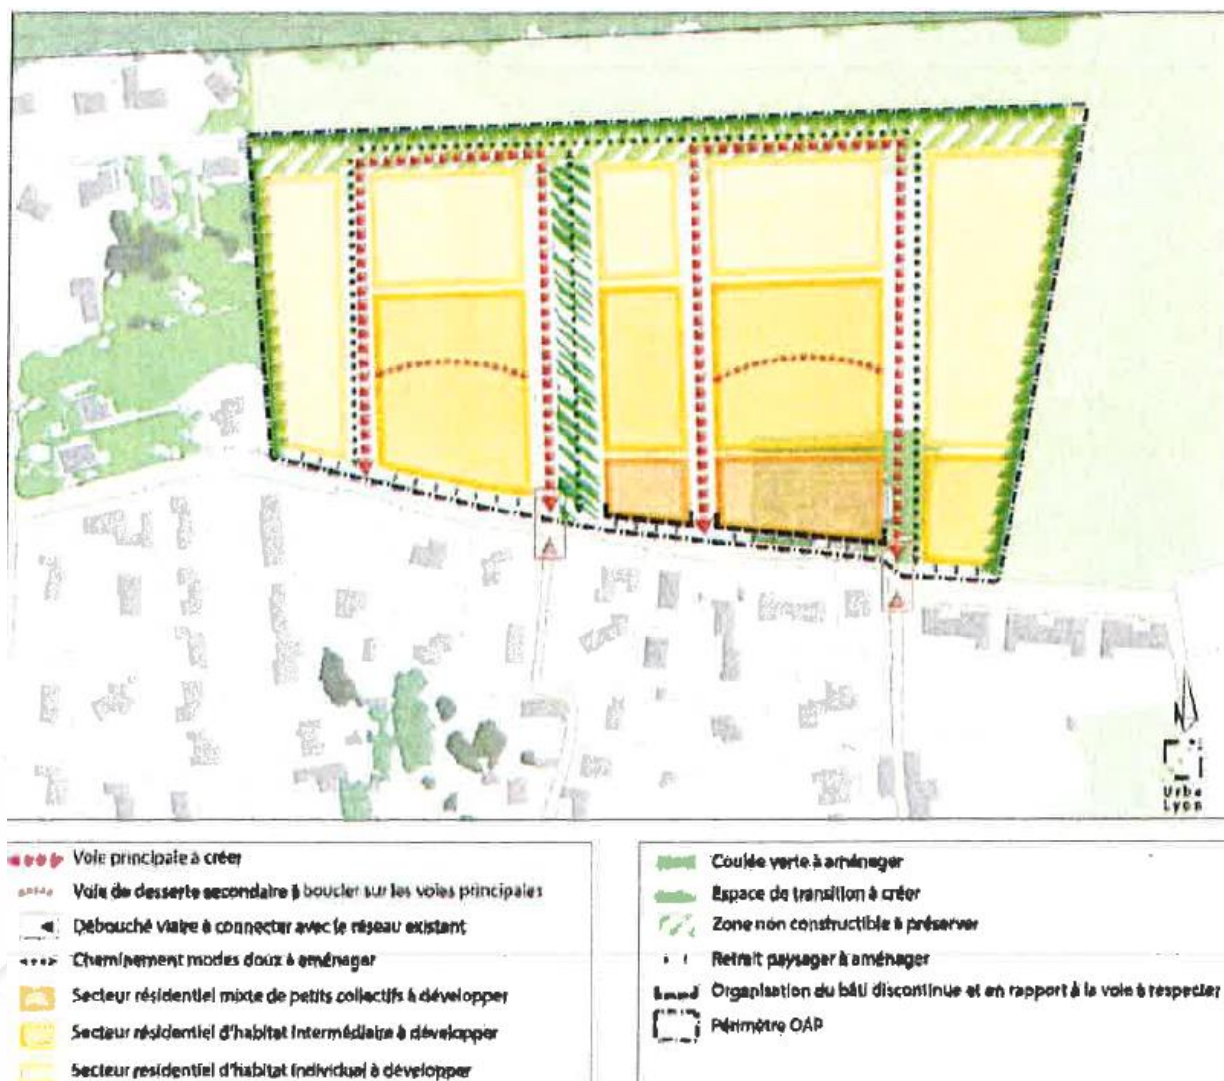 Urba
Lyon
Voie principale à créer
Voie de desserte secondaire à boucler sur les voies principales
Débouché viaire à connecter avec le réseau existant
Cheminement modes doux à aménager
Secteur résidentiel mixte de petits collectifs à développer
Secteur résidentiel d'habitat intermédiaire à développer
Secteur résidentiel d'habitat individuel à développer
Coulée verte à aménager
Espace de transition à créer
Zone non constructible à préserver
Retrait paysager à aménager
Organisation du bâti discontinue et en rapport à la voie à respecter
Périmètre OAP